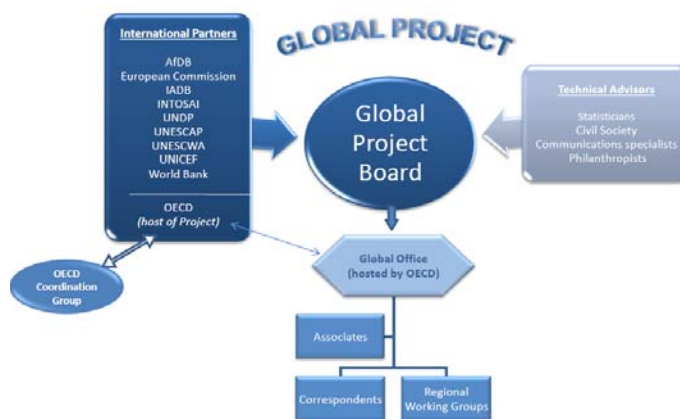 GLOBAL PROJECT
International Partners
AfDB
European Commission
IADB
INTOSAI
UNDP
UNESCAP
UNESCWA
UNICEF
World Bank
OECD
(host of Project)
Global
Project
Board
Technical Advisors
Statisticians
Civil Society
Communications specialists
Philanthropists
OECD
Coordination
Group
Global Office
(hosted by OECD)
Associates
Correspondents
Regional
Working Groups